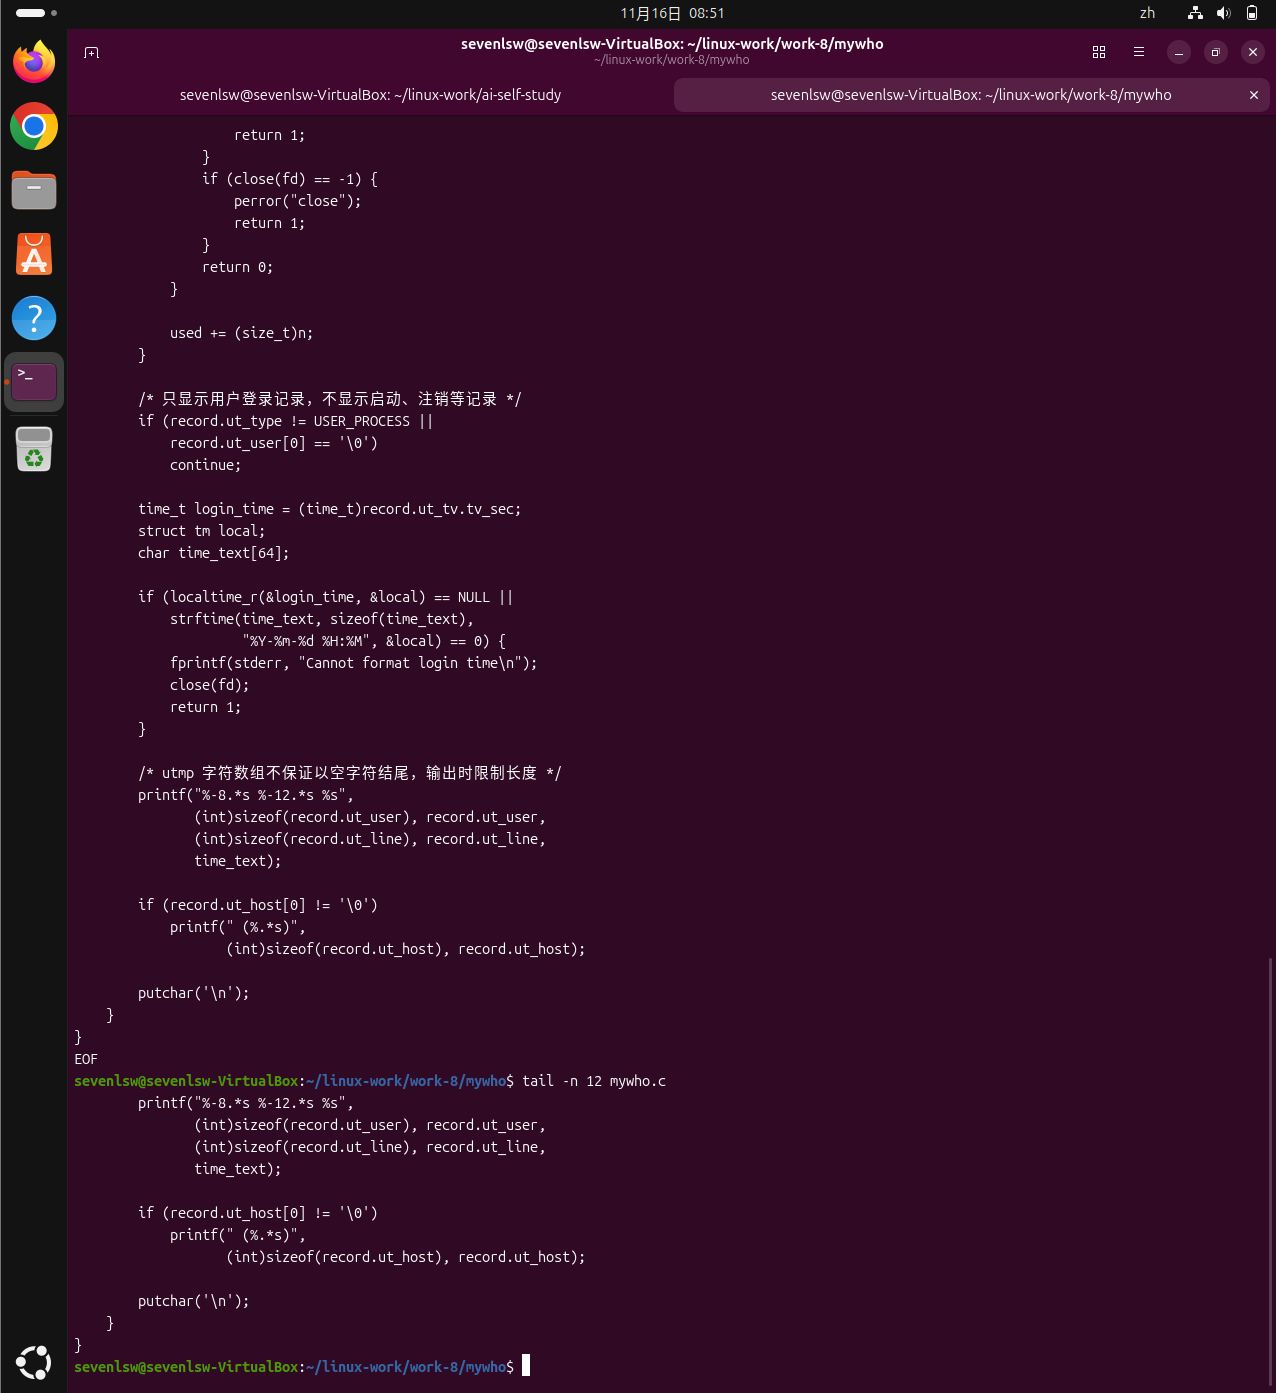 11月16日 08:51
zh
sevenlsw@sevenlsw-VirtualBox: ~/linux-work/work-8/mywho
~/linux-work/work-8/mywho
sevenlsw@sevenlsw-VirtualBox: ~/linux-work/ai-self-study
sevenlsw@sevenlsw-VirtualBox: ~/linux-work/work-8/mywho
                    return 1;
                }
                if (close(fd) == -1) {
                    perror("close");
                    return 1;
                }
                return 0;
            }

            used += (size_t)n;
        }

        /* 只显示用户登录记录，不显示启动、注销等记录 */
        if (record.ut_type != USER_PROCESS ||
            record.ut_user[0] == '\0')
            continue;

        time_t login_time = (time_t)record.ut_tv.tv_sec;
        struct tm local;
        char time_text[64];

        if (localtime_r(&login_time, &local) == NULL ||
            strftime(time_text, sizeof(time_text),
                     "%Y-%m-%d %H:%M", &local) == 0) {
            fprintf(stderr, "Cannot format login time\n");
            close(fd);
            return 1;
        }

        /* utmp 字符数组不保证以空字符结尾，输出时限制长度 */
        printf("%-8.*s %-12.*s %s",
               (int)sizeof(record.ut_user), record.ut_user,
               (int)sizeof(record.ut_line), record.ut_line,
               time_text);

        if (record.ut_host[0] != '\0')
            printf(" (%.*s)",
                   (int)sizeof(record.ut_host), record.ut_host);

        putchar('\n');
    }
}
EOF
sevenlsw@sevenlsw-VirtualBox:~/linux-work/work-8/mywho$ tail -n 12 mywho.c
        printf("%-8.*s %-12.*s %s",
               (int)sizeof(record.ut_user), record.ut_user,
               (int)sizeof(record.ut_line), record.ut_line,
               time_text);

        if (record.ut_host[0] != '\0')
            printf(" (%.*s)",
                   (int)sizeof(record.ut_host), record.ut_host);

        putchar('\n');
    }
}
sevenlsw@sevenlsw-VirtualBox:~/linux-work/work-8/mywho$